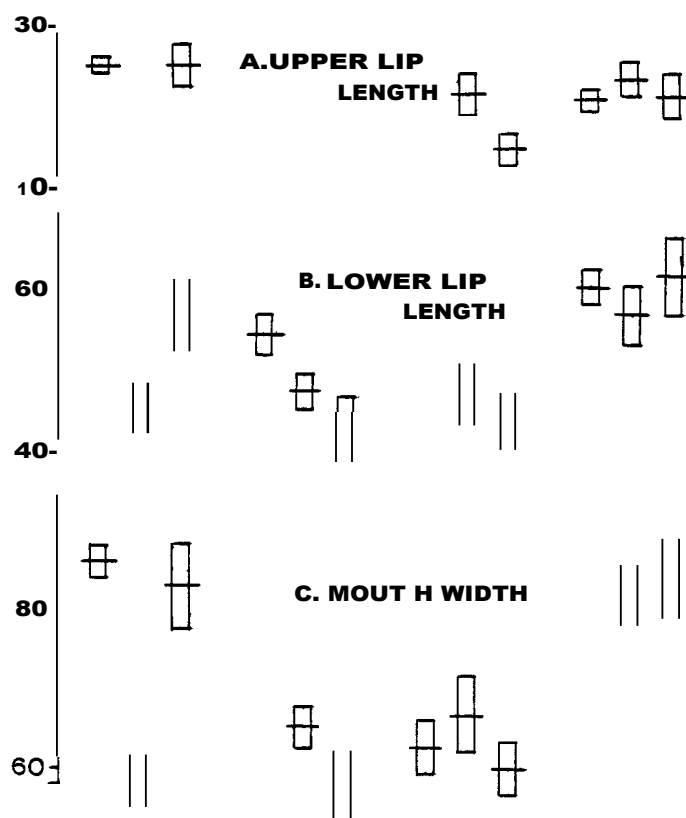 30-
A.UPPER LIP
LENGTH
10-
60
B. LOWER LIP
LENGTH
40-
80
C. MOUT H WIDTH
60-